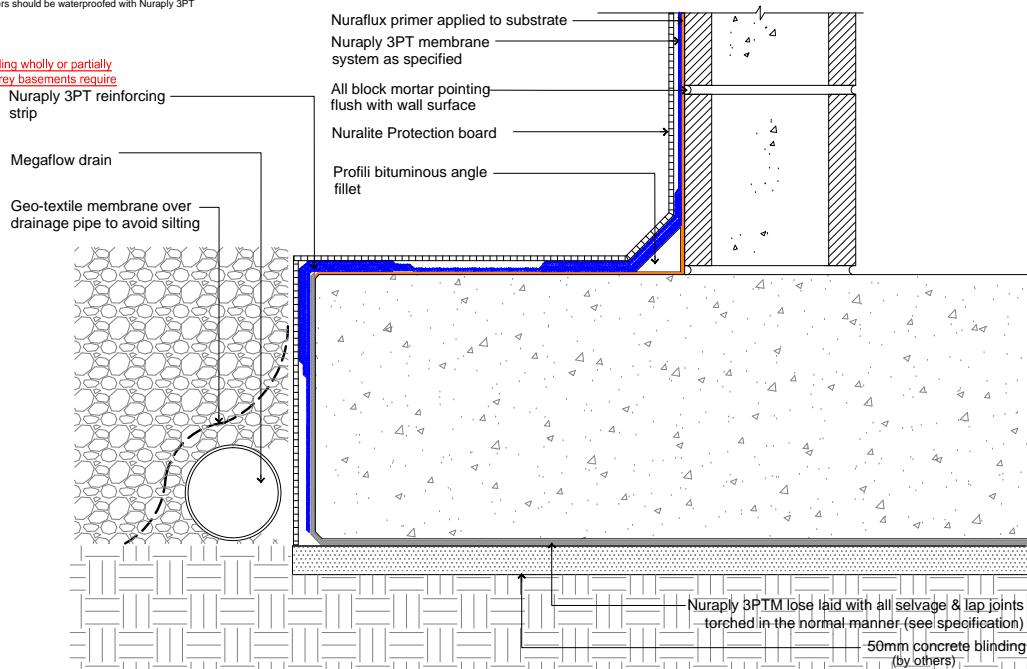 ers should be waterproofed with Nuraply 3PT
ing wholly or partially
rey basements require
Nuraply 3PT reinforcing
strip
Megaflow drain
Geo-textile membrane over
drainage pipe to avoid silting
Nuraflux primer applied to substrate
Nuraply 3PT membrane
system as specified
All block mortar pointing
flush with wall surface
Nuralite Protection board
Profili bituminous angle
fillet
Nuraply 3PTM lose laid with all selvage & lap joints
torched in the normal manner (see specification)
50mm concrete blinding
(by others)